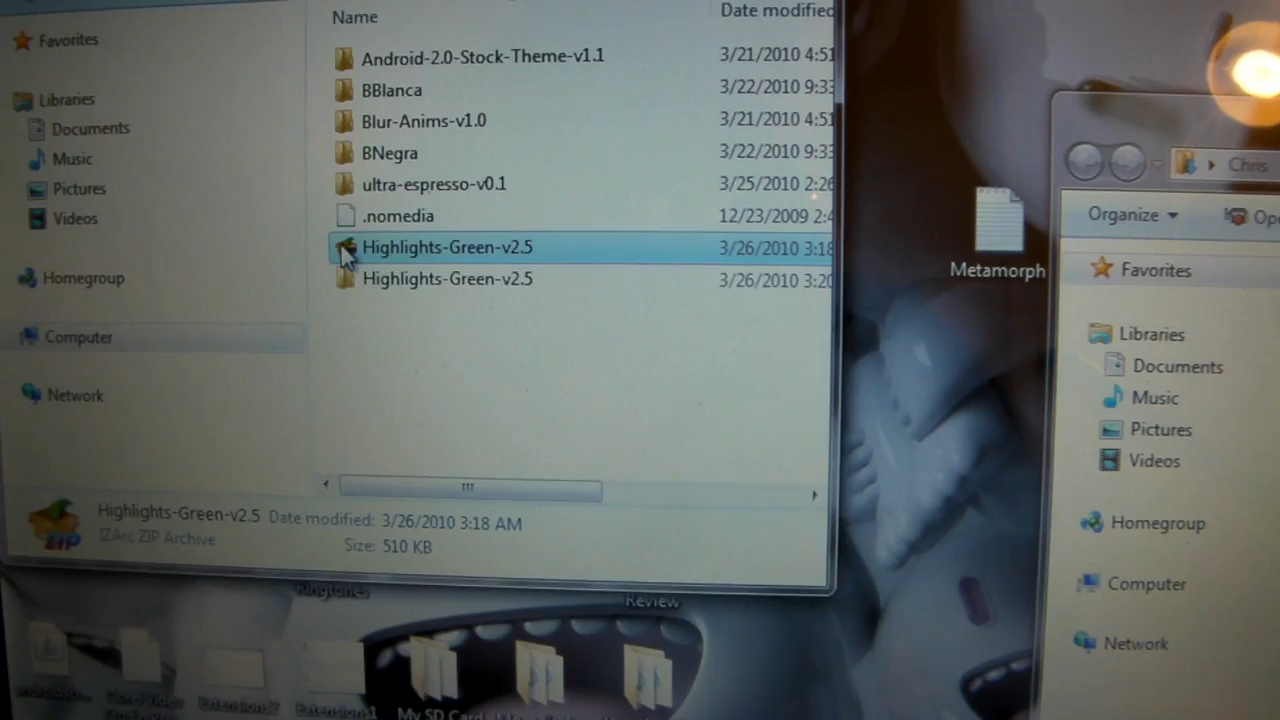 Name
Date modified
Favorites
Android-2.0-Stock-Theme-v1.1
3/21/2010 4:51
BBlanca
3/22/2010 9:33
Libraries
Blur-Anims-v1.0
3/21/2010 4:51
Documents
BNegra
3/22/2010 9:33
Music
ultra-espresso-v0.1
3/25/2010 2:26
Pictures
.nomedia
12/23/2009 2:4
Videos
Highlights-Green-v2.5
3/26/2010 3:18
Homegroup
Highlights-Green-v2.5
3/26/2010 3:20
Computer
Network
Highlights-Green-v2.5 Date modified: 3/26/2010 3:18 AM
IZArc ZIP Archive
Size: 510 KB
ZIP
Ringtones
Review
My SD Card
Metamorph
Chris
Organize
Ope
Favorites
Libraries
Documents
Music
Pictures
Videos
Homegroup
Computer
Network